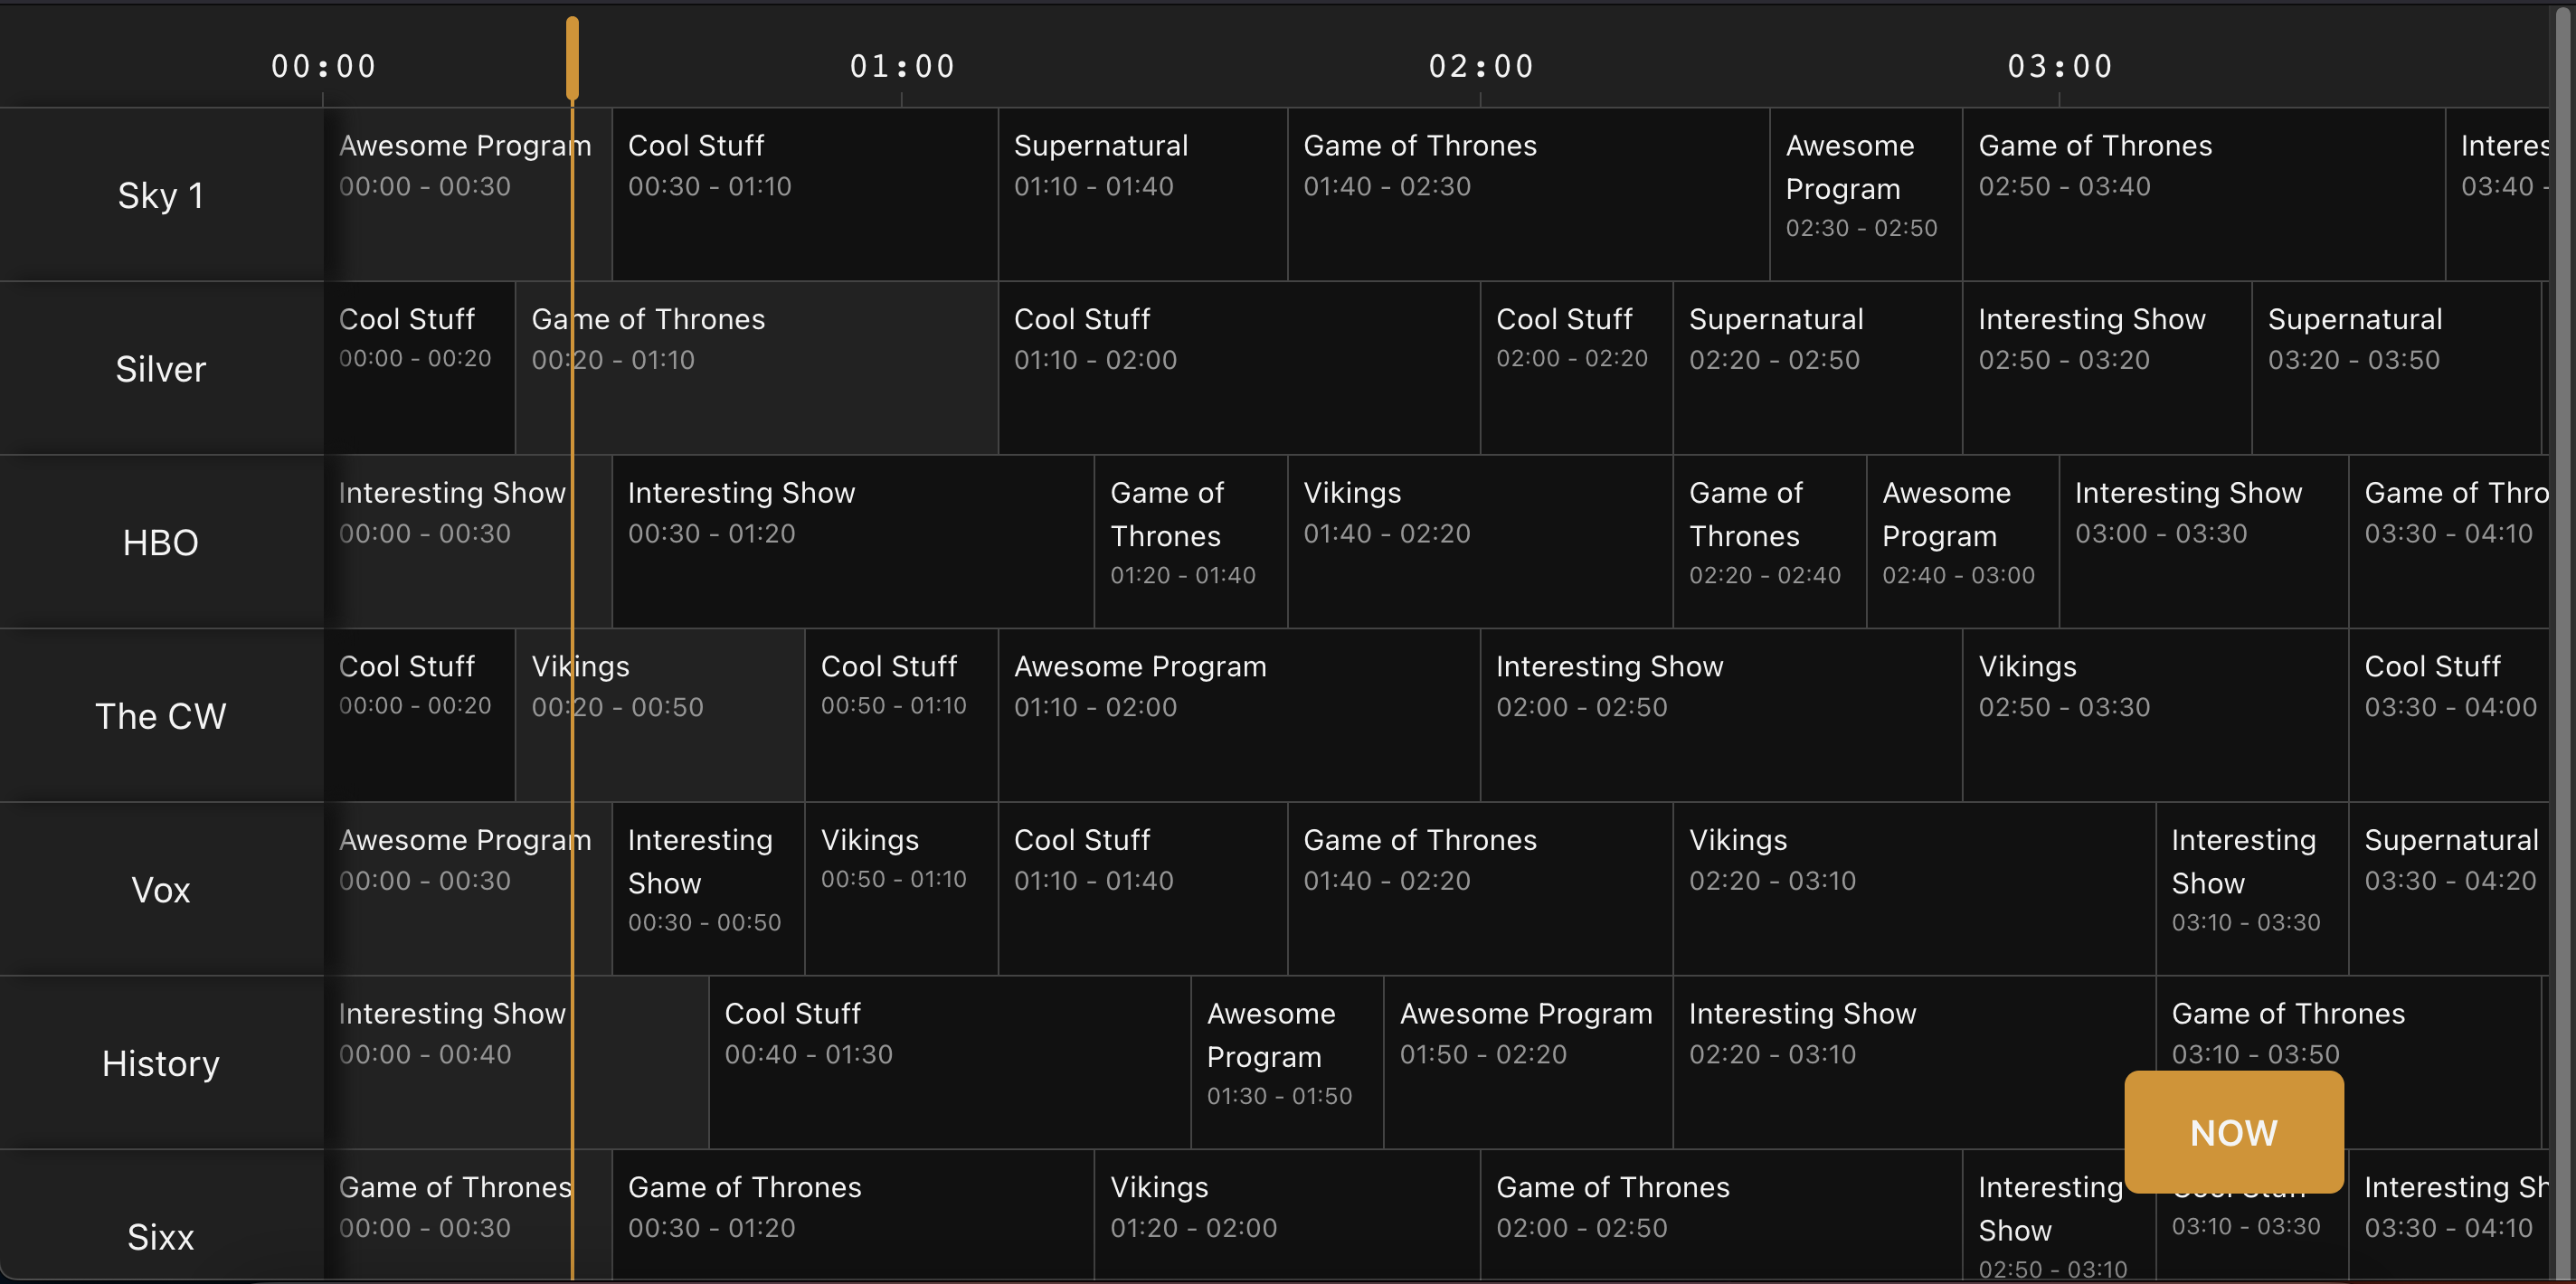 00:00 01:00 02:00 03:00
Sky 1
Awesome Program
00:00 - 00:30
Cool Stuff
00:30 - 01:10
Supernatural
01:10 - 01:40
Game of Thrones
01:40 - 02:30
Awesome
Program
02:30 - 02:50
Game of Thrones
02:50 - 03:40
Interes
03:40 -
Silver
Cool Stuff
00:00 - 00:20
Game of Thrones
00:20 - 01:10
Cool Stuff
01:10 - 02:00
Cool Stuff
02:00 - 02:20
Supernatural
02:20 - 02:50
Interesting Show
02:50 - 03:20
Supernatural
03:20 - 03:50
HBO
Interesting Show
00:00 - 00:30
Interesting Show
00:30 - 01:20
Game of
Thrones
01:20 - 01:40
Vikings
01:40 - 02:20
Game of
Thrones
02:20 - 02:40
Awesome
Program
02:40 - 03:00
Interesting Show
03:00 - 03:30
Game of Thro
03:30 - 04:10
The CW
Cool Stuff
00:00 - 00:20
Vikings
00:20 - 00:50
Cool Stuff
00:50 - 01:10
Awesome Program
01:10 - 02:00
Interesting Show
02:00 - 02:50
Vikings
02:50 - 03:30
Cool Stuff
03:30 - 04:00
Vox
Awesome Program
00:00 - 00:30
Interesting
Show
00:30 - 00:50
Vikings
00:50 - 01:10
Cool Stuff
01:10 - 01:40
Game of Thrones
01:40 - 02:20
Vikings
02:20 - 03:10
Interesting
Show
03:10 - 03:30
Supernatural
03:30 - 04:20
History
Interesting Show
00:00 - 00:40
Cool Stuff
00:40 - 01:30
Awesome
Program
01:30 - 01:50
Awesome Program
01:50 - 02:20
Interesting Show
02:20 - 03:10
Game of Thrones
03:10 - 03:50
NOW
Sixx
Game of Thrones
00:00 - 00:30
Game of Thrones
00:30 - 01:20
Vikings
01:20 - 02:00
Game of Thrones
02:00 - 02:50
Interesting
Show
02:50 - 03:10
Cool Stuff
03:10 - 03:30
Interesting Sh
03:30 - 04:10